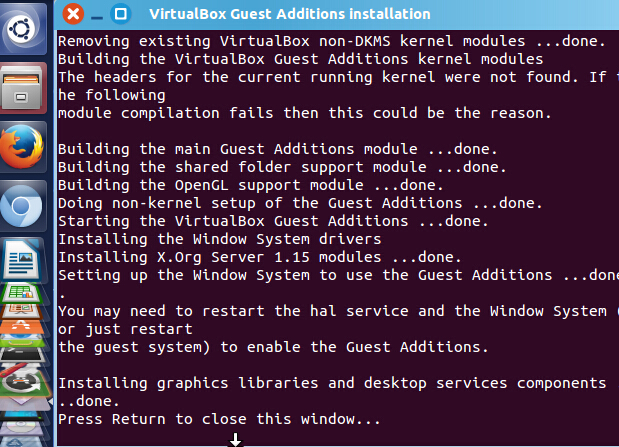 VirtualBox Guest Additions installation
Removing existing VirtualBox non-DKMS kernel modules ...done.
Building the VirtualBox Guest Additions kernel modules
The headers for the current running kernel were not found. If t
he following
module compilation fails then this could be the reason.
Building the main Guest Additions module ...done.
Building the shared folder support module ...done.
Building the OpenGL support module ...done.
Doing non-kernel setup of the Guest Additions ...done.
Starting the VirtualBox Guest Additions ...done.
Installing the Window System drivers
Installing X.Org Server 1.15 modules ...done.
Setting up the Window System to use the Guest Additions ...done
.
You may need to restart the hal service and the Window System (
or just restart
the guest system) to enable the Guest Additions.
Installing graphics libraries and desktop services components
..done.
Press Return to close this window...